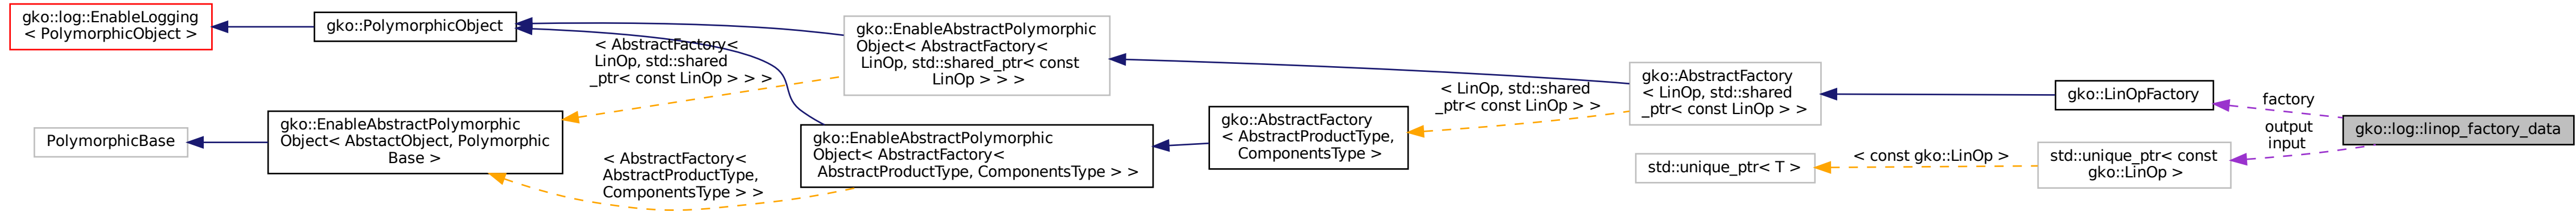 gko::log::EnableLogging
< PolymorphicObject >
gko::PolymorphicObject
< AbstractFactory<
LinOp, std::shared
_ptr< const LinOp > > >
gko::EnableAbstractPolymorphic
Object< AbstractFactory<
LinOp, std::shared_ptr< const
LinOp > > >
PolymorphicBase
gko::EnableAbstractPolymorphic
Object< AbstactObject, Polymorphic
Base >
< AbstractFactory<
AbstractProductType,
ComponentsType > >
gko::EnableAbstractPolymorphic
Object< AbstractFactory<
AbstractProductType, ComponentsType > >
gko::AbstractFactory
< AbstractProductType,
ComponentsType >
< LinOp, std::shared
_ptr< const LinOp > >
gko::AbstractFactory
< LinOp, std::shared
_ptr< const LinOp > >
gko::LinOpFactory
factory
output
input
gko::log::linop_factory_data
std::unique_ptr< T >
< const gko::LinOp >
std::unique_ptr< const
gko::LinOp >